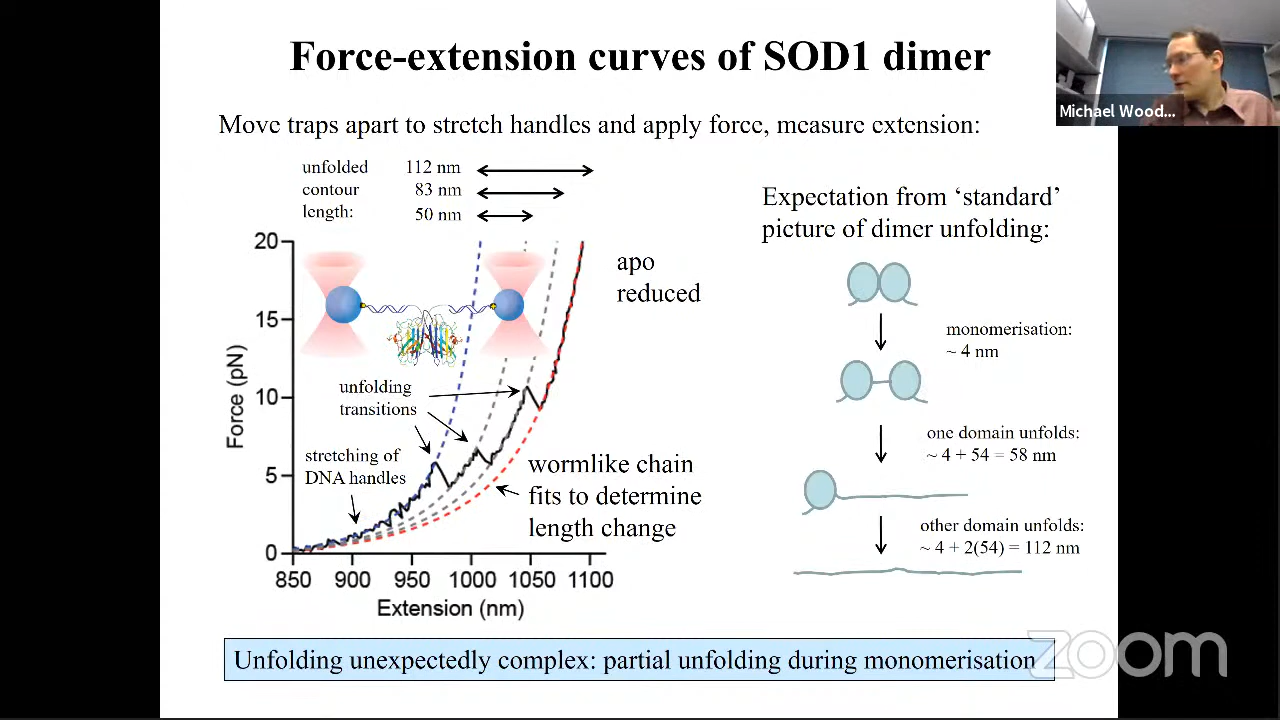 Force-extension curves of SOD1 dimer
Michael Wood...
Move traps apart to stretch handles and apply force, measure extension:
unfolded 112 nm
contour 83 nm
length: 50 nm
Expectation from ‘standard’
picture of dimer unfolding:
20
15
10
5
0
Force (pN)
apo
reduced
unfolding
transitions
stretching of
DNA handles
wormlike chain
fits to determine
length change
850 900 950 1000 1050 1100
Extension (nm)
monomerisation:
~ 4 nm
one domain unfolds:
~ 4 + 54 = 58 nm
other domain unfolds:
~ 4 + 2(54) = 112 nm
Unfolding unexpectedly complex: partial unfolding during monomerisation
zoom